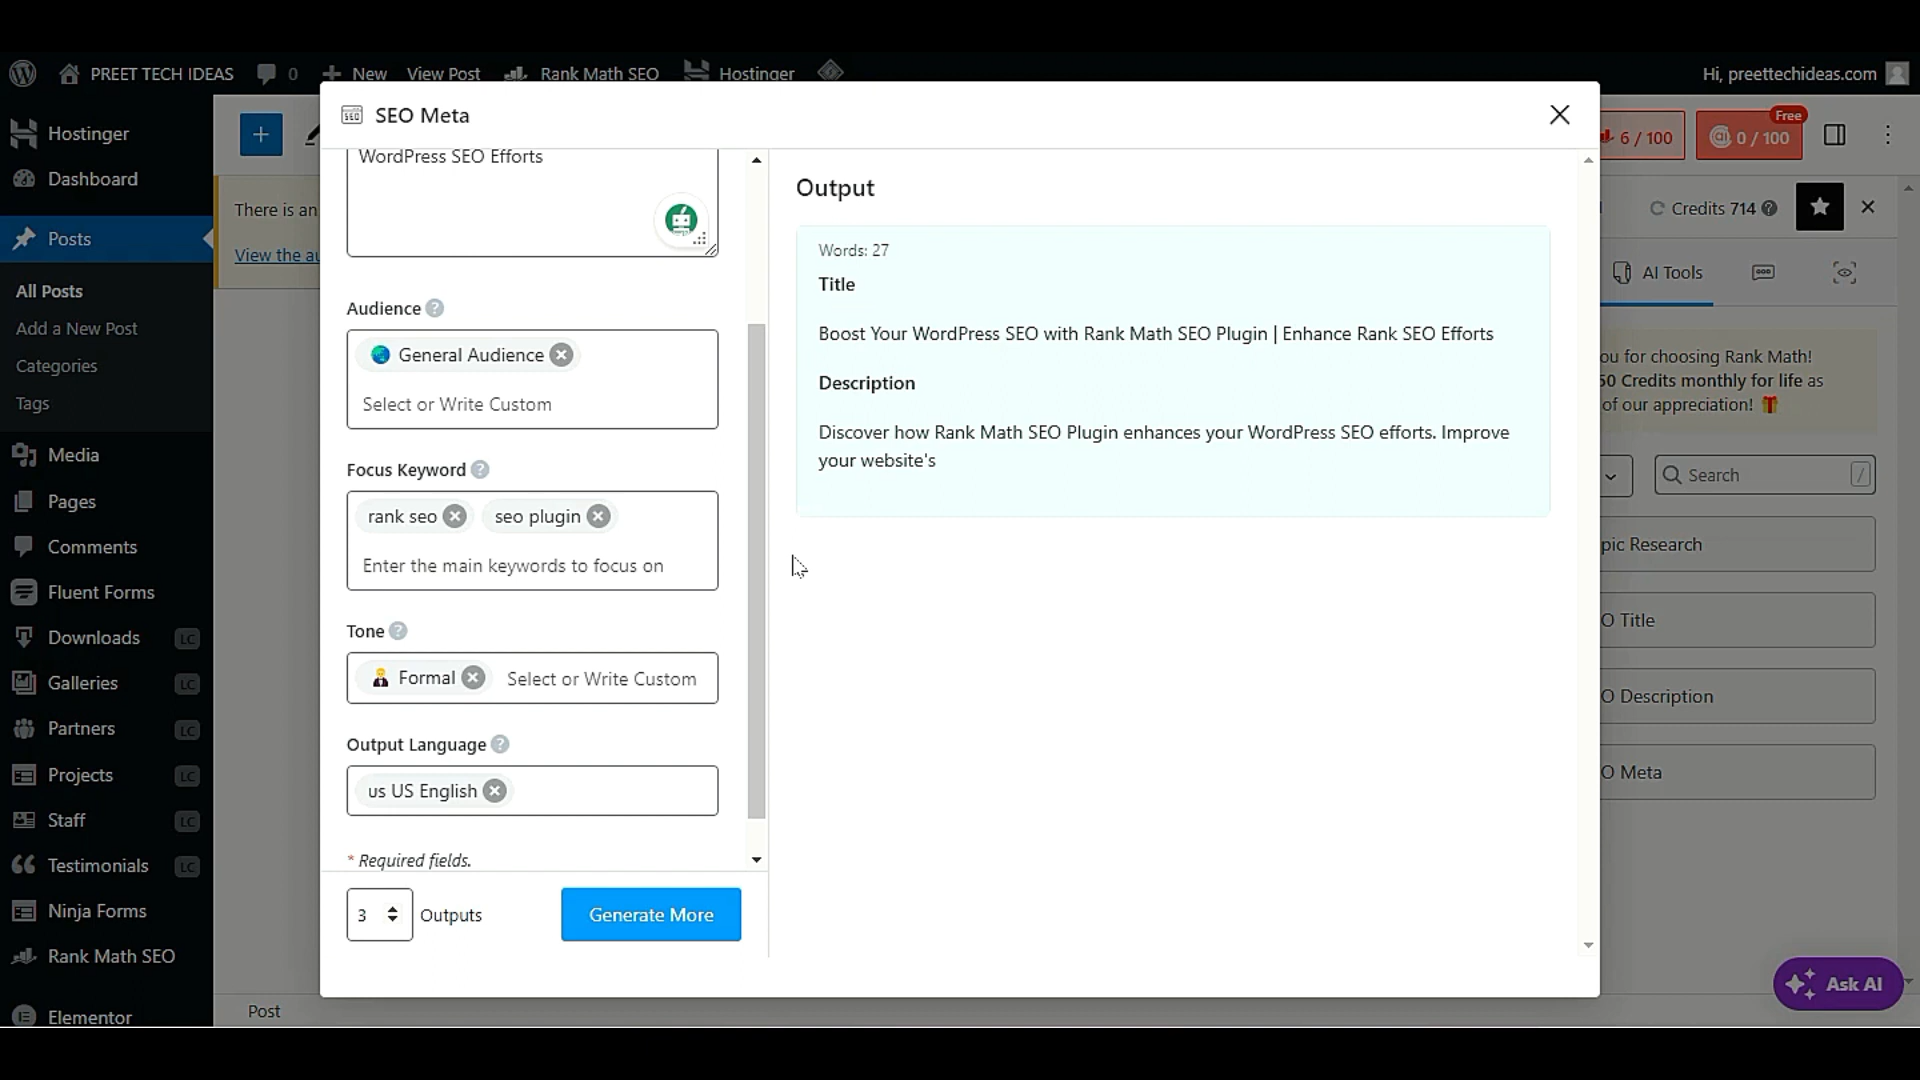 PREET TECH IDEAS
0
New
View Post
Rank Math SEO
Hostinger
Hi, preettechideas.com
Hostinger
Dashboard
Posts
All Posts
Add a New Post
Categories
Tags
Media
Pages
Comments
Fluent Forms
Downloads LC
Galleries LC
Partners LC
Projects LC
Staff LC
Testimonials LC
Ninja Forms
Rank Math SEO
Elementor
There is an
View the au
SEO Meta
WordPress SEO Efforts
Audience ?
General Audience
Select or Write Custom
Focus Keyword ?
rank seo seo plugin
Enter the main keywords to focus on
Tone ?
Formal Select or Write Custom
Output Language ?
us US English
* Required fields.
3 Outputs
Generate More
Output
Words: 27
Title
Boost Your WordPress SEO with Rank Math SEO Plugin | Enhance Rank SEO Efforts
Description
Discover how Rank Math SEO Plugin enhances your WordPress SEO efforts. Improve
your website's
6 / 100
Free
0 / 100
Credits 714 ?
AI Tools
ou for choosing Rank Math!
50 Credits monthly for life as
of our appreciation!
Search /
pic Research
O Title
O Description
O Meta
Ask AI
Post